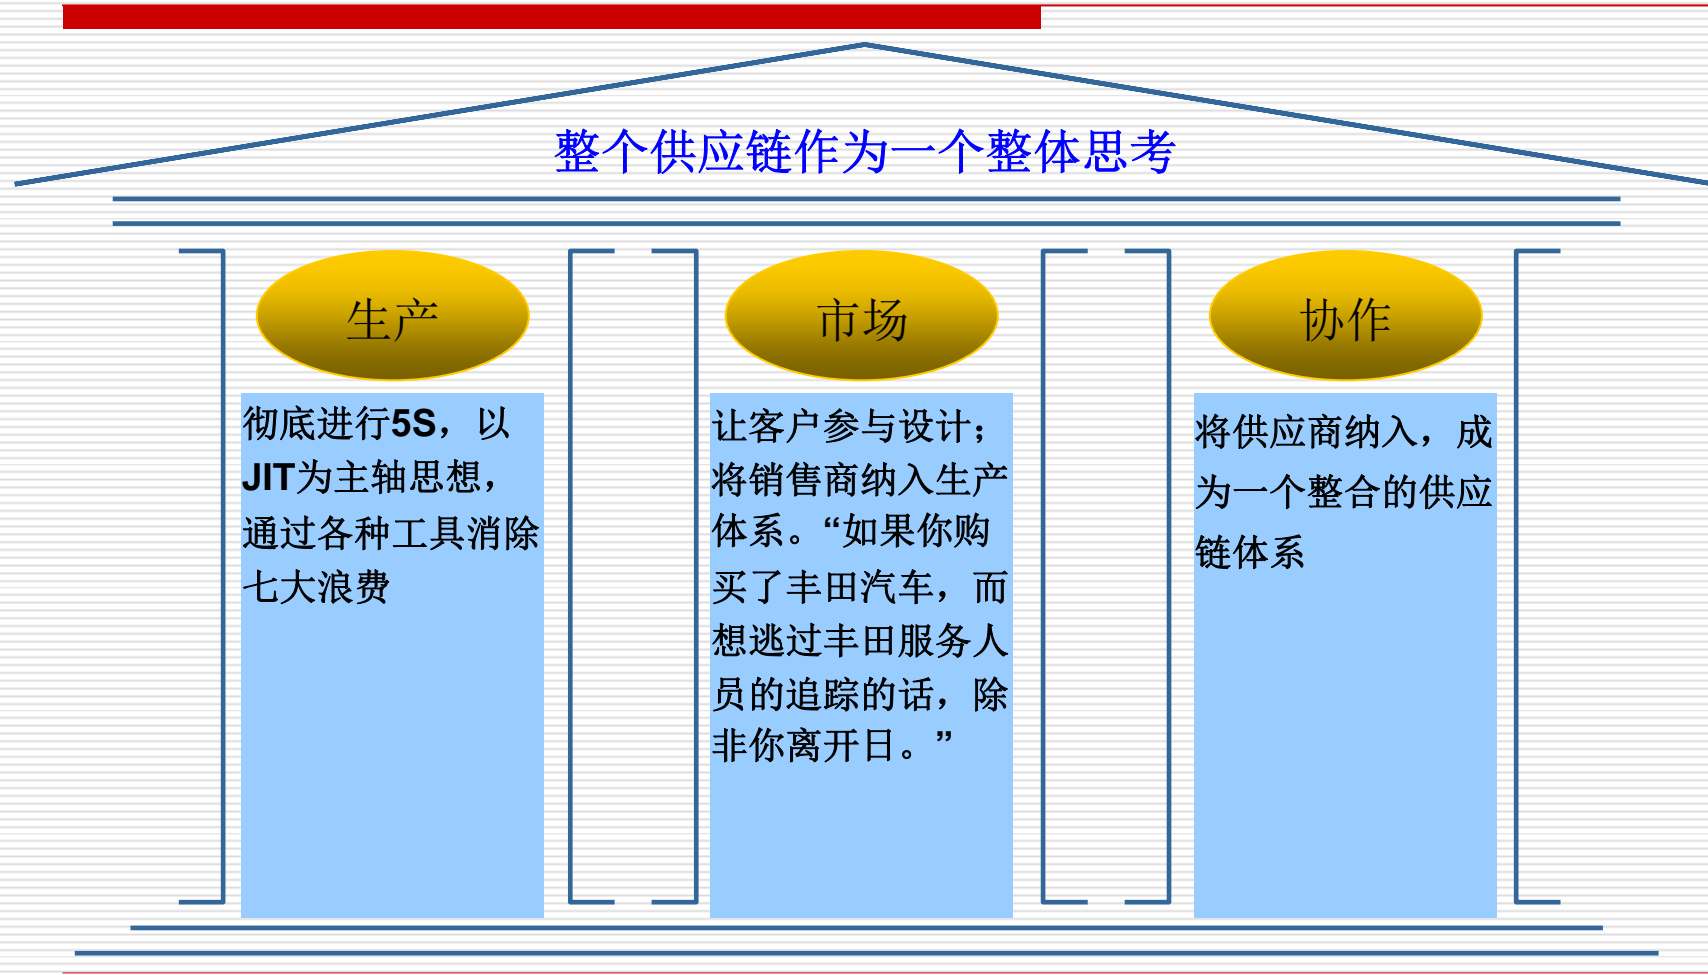 整个供应链作为一个整体思考
生产
彻底进行5S，以
JIT为主轴思想，
通过各种工具消除
七大浪费
市场
让客户参与设计；
将销售商纳入生产
体系。“如果你购
买了丰田汽车，而
想逃过丰田服务人
员的追踪的话，除
非你离开日。”
协作
将供应商纳入，成
为一个整合的供应
链体系